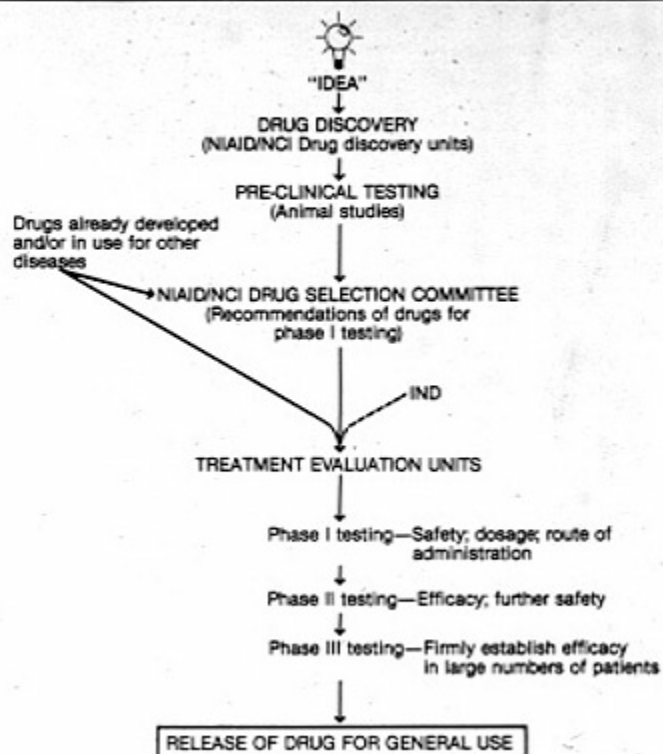 "IDEA"
DRUG DISCOVERY
(NIAID/NCI Drug discovery units)
PRE-CLINICAL TESTING
(Animal studies)
Drugs already developed
and/or in use for other
diseases
NIAID/NCI DRUG SELECTION COMMITTEE
(Recommendations of drugs for
phase I testing)
IND
TREATMENT EVALUATION UNITS
Phase I testing—Safety; dosage; route of
administration
Phase II testing—Efficacy; further safety
Phase III testing—Firmly establish efficacy
in large numbers of patients
RELEASE OF DRUG FOR GENERAL USE